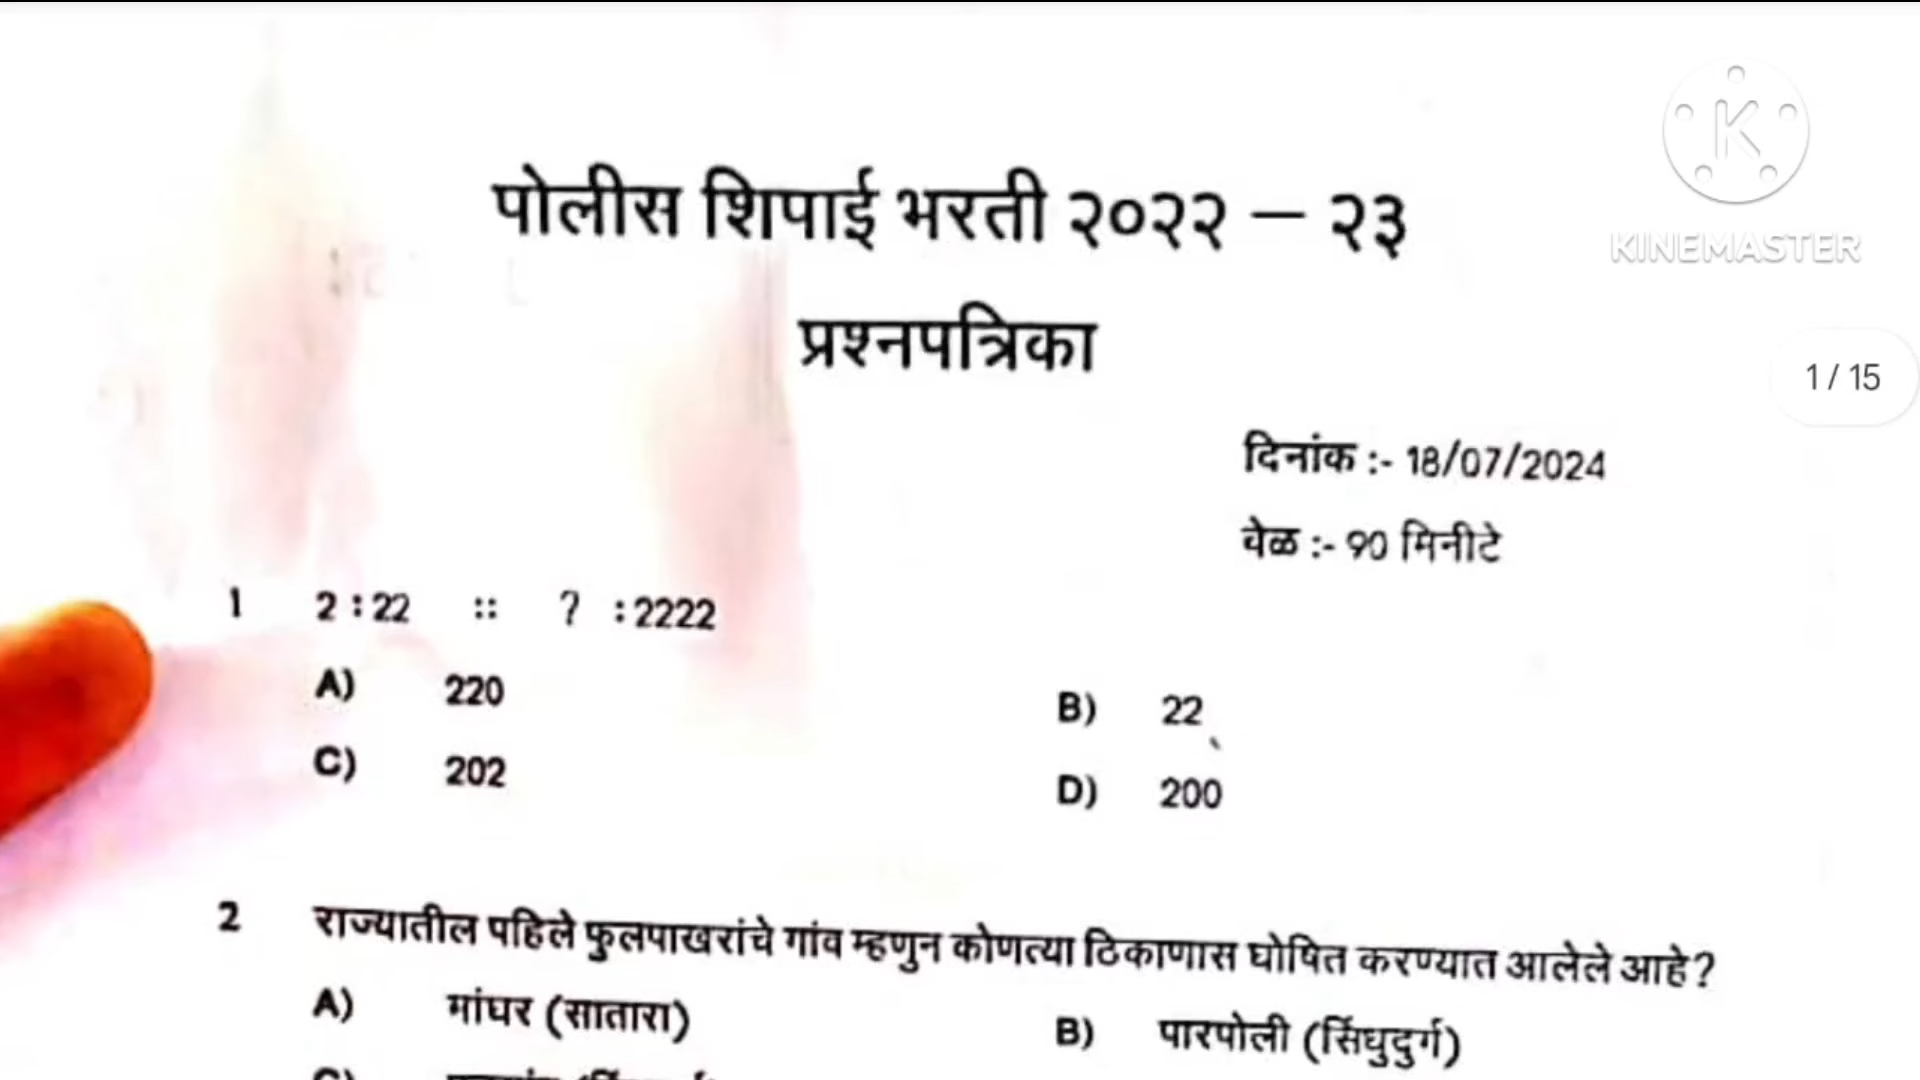 पोलीस शिपाई भरती २०२२ – २३
KINEMASTER
प्रश्नपत्रिका
1 / 15
दिनांक :- 18/07/2024
वेळ :- 90 मिनीटे
1 2 : 22 :: ? : 2222
A) 220 B) 22
C) 202 D) 200
2 राज्यातील पहिले फुलपाखरांचे गांव म्हणुन कोणत्या ठिकाणास घोषित करण्यात आलेले आहे?
A) मांघर (सातारा) B) पारपोली (सिंधुदुर्ग)